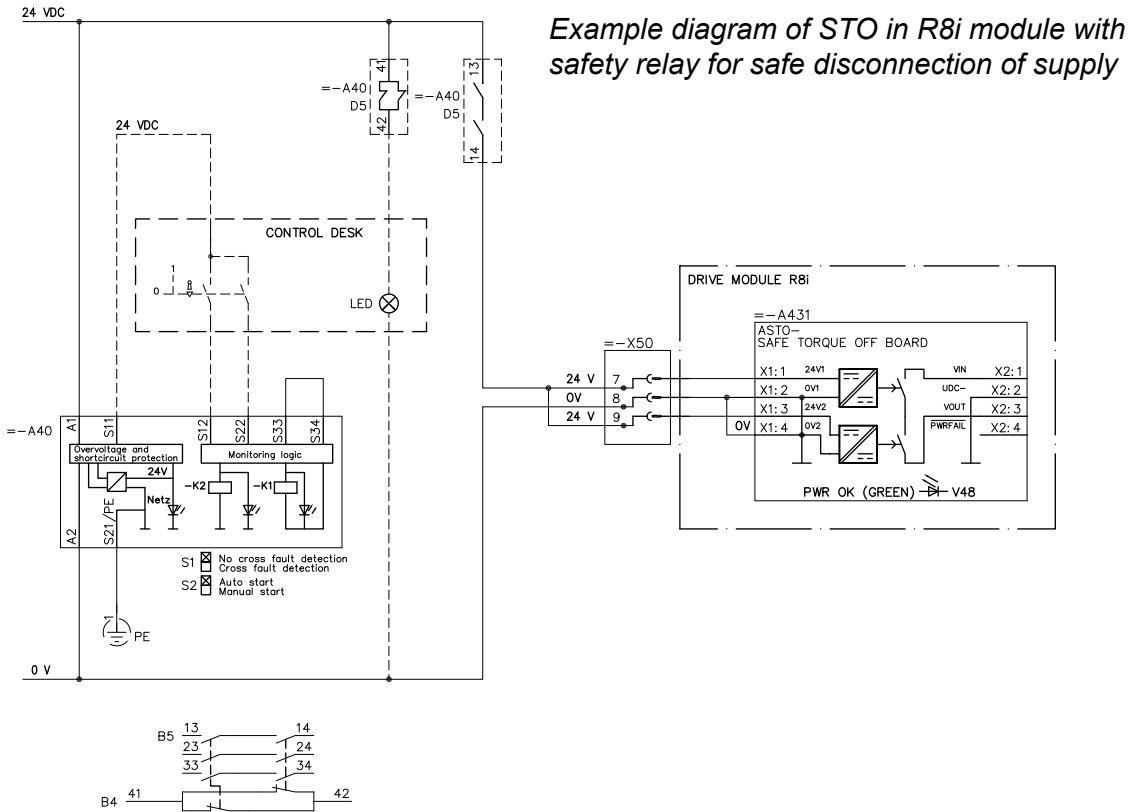 24 VDC
Example diagram of STO in R8i module with
safety relay for safe disconnection of supply
41
13
=-A40
D5
=-A40
D5
42
14
24 VDC
CONTROL DESK
1
0
LED
DRIVE MODULE R8i
=-A431
ASTO-
SAFE TORQUE OFF BOARD
=-X50
24 V 7
0V 8
24 V 9
X1:1 24V1 VIN X2:1
X1:2 0V1 UDC- X2:2
X1:3 24V2 VOUT X2:3
0V X1:4 0V2 PWRFAIL X2:4
PWR OK (GREEN) V48
=-A40
A1 S11 S12 S22 S33 S34
Overvoltage and
shortcircuit protection
Monitoring logic
24V
Netz
-K2
-K1
A2 S21/PE
S1 No cross fault detection
Cross fault detection
S2 Auto start
Manual start
1
PE
0 V
B5 13 14
23 24
33 34
B4 41 42